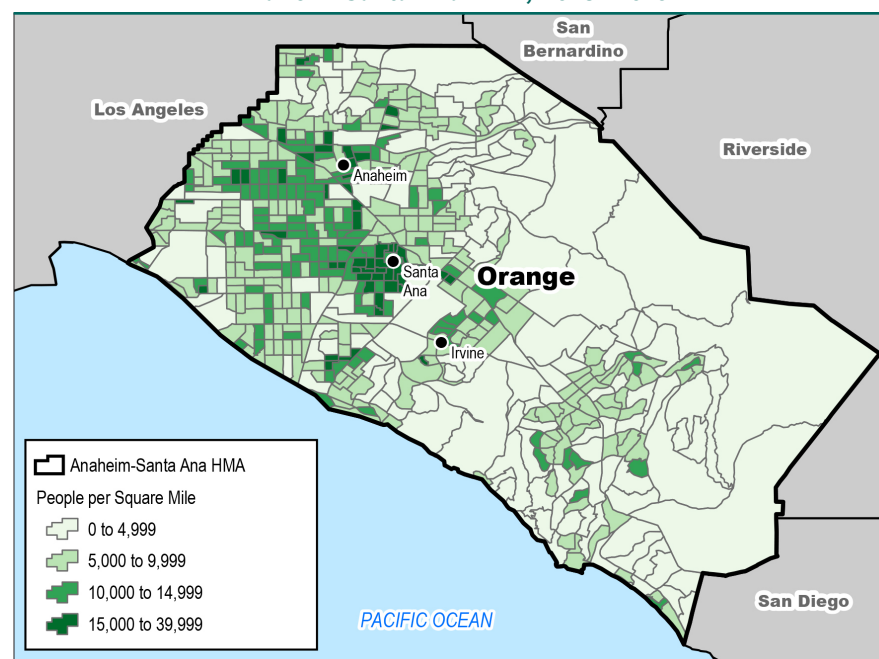 San
Bernardino
Los Angeles
Riverside
Anaheim
Santa
Ana
Orange
Irvine
Anaheim-Santa Ana HMA
People per Square Mile
0 to 4,999
5,000 to 9,999
10,000 to 14,999
15,000 to 39,999
PACIFIC OCEAN
San Diego